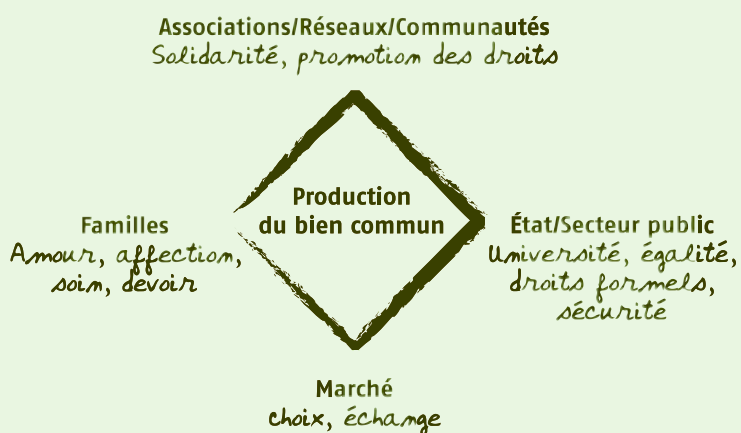 Associations/Réseaux/Communautés
Solidarité, promotion des droits
Production
du bien commun
Familles
Amour, affection,
soin, devoir
État/Secteur public
Université, égalité,
droits formels,
sécurité
Marché
choix, échange